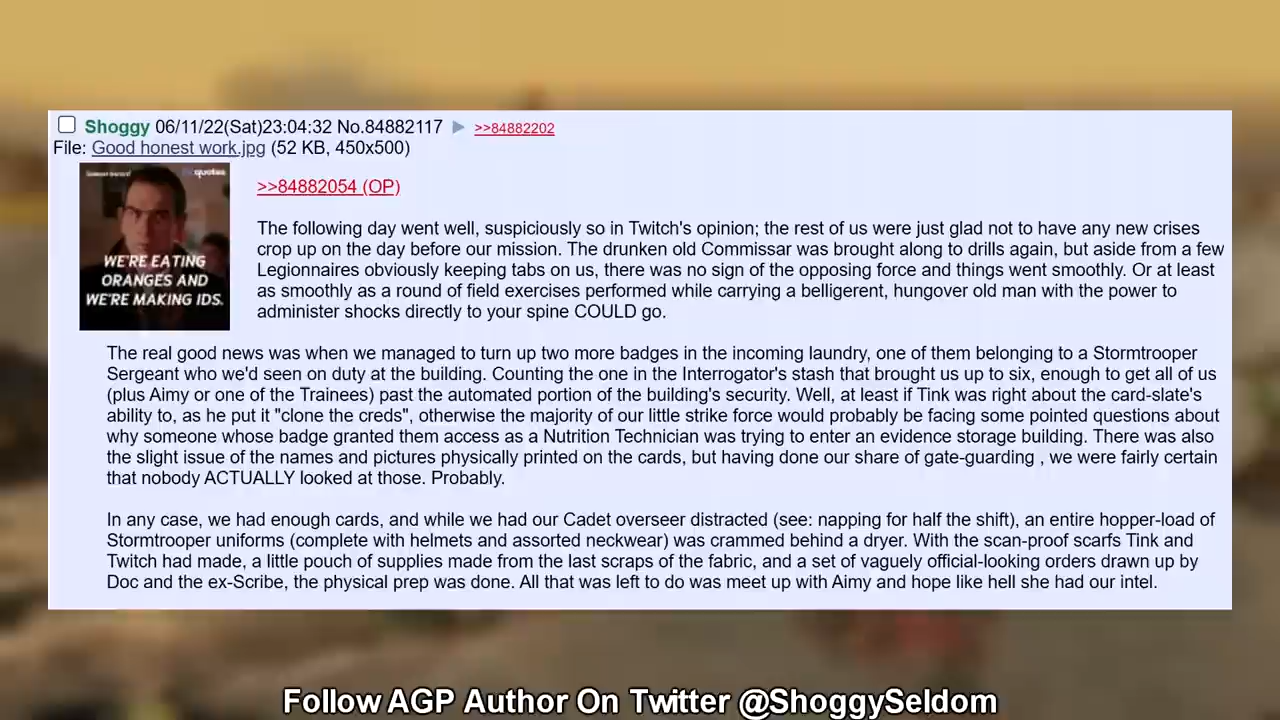 Shoggy 06/11/22(Sat)23:04:32 No.84882117 ▶ >>84882202
File: Good honest work.jpg (52 KB, 450x500)
quotes
WE'RE EATING
ORANGES AND
WE'RE MAKING IDS.
>>84882054 (OP)
The following day went well, suspiciously so in Twitch's opinion; the rest of us were just glad not to have any new crises
crop up on the day before our mission. The drunken old Commissar was brought along to drills again, but aside from a few
Legionnaires obviously keeping tabs on us, there was no sign of the opposing force and things went smoothly. Or at least
as smoothly as a round of field exercises performed while carrying a belligerent, hungover old man with the power to
administer shocks directly to your spine COULD go.
The real good news was when we managed to turn up two more badges in the incoming laundry, one of them belonging to a Stormtrooper
Sergeant who we'd seen on duty at the building. Counting the one in the Interrogator's stash that brought us up to six, enough to get all of us
(plus Aimy or one of the Trainees) past the automated portion of the building's security. Well, at least if Tink was right about the card-slate's
ability to, as he put it "clone the creds", otherwise the majority of our little strike force would probably be facing some pointed questions about
why someone whose badge granted them access as a Nutrition Technician was trying to enter an evidence storage building. There was also
the slight issue of the names and pictures physically printed on the cards, but having done our share of gate-guarding , we were fairly certain
that nobody ACTUALLY looked at those. Probably.
In any case, we had enough cards, and while we had our Cadet overseer distracted (see: napping for half the shift), an entire hopper-load of
Stormtrooper uniforms (complete with helmets and assorted neckwear) was crammed behind a dryer. With the scan-proof scarfs Tink and
Twitch had made, a little pouch of supplies made from the last scraps of the fabric, and a set of vaguely official-looking orders drawn up by
Doc and the ex-Scribe, the physical prep was done. All that was left to do was meet up with Aimy and hope like hell she had our intel.
Follow AGP Author On Twitter @ShoggySeldom